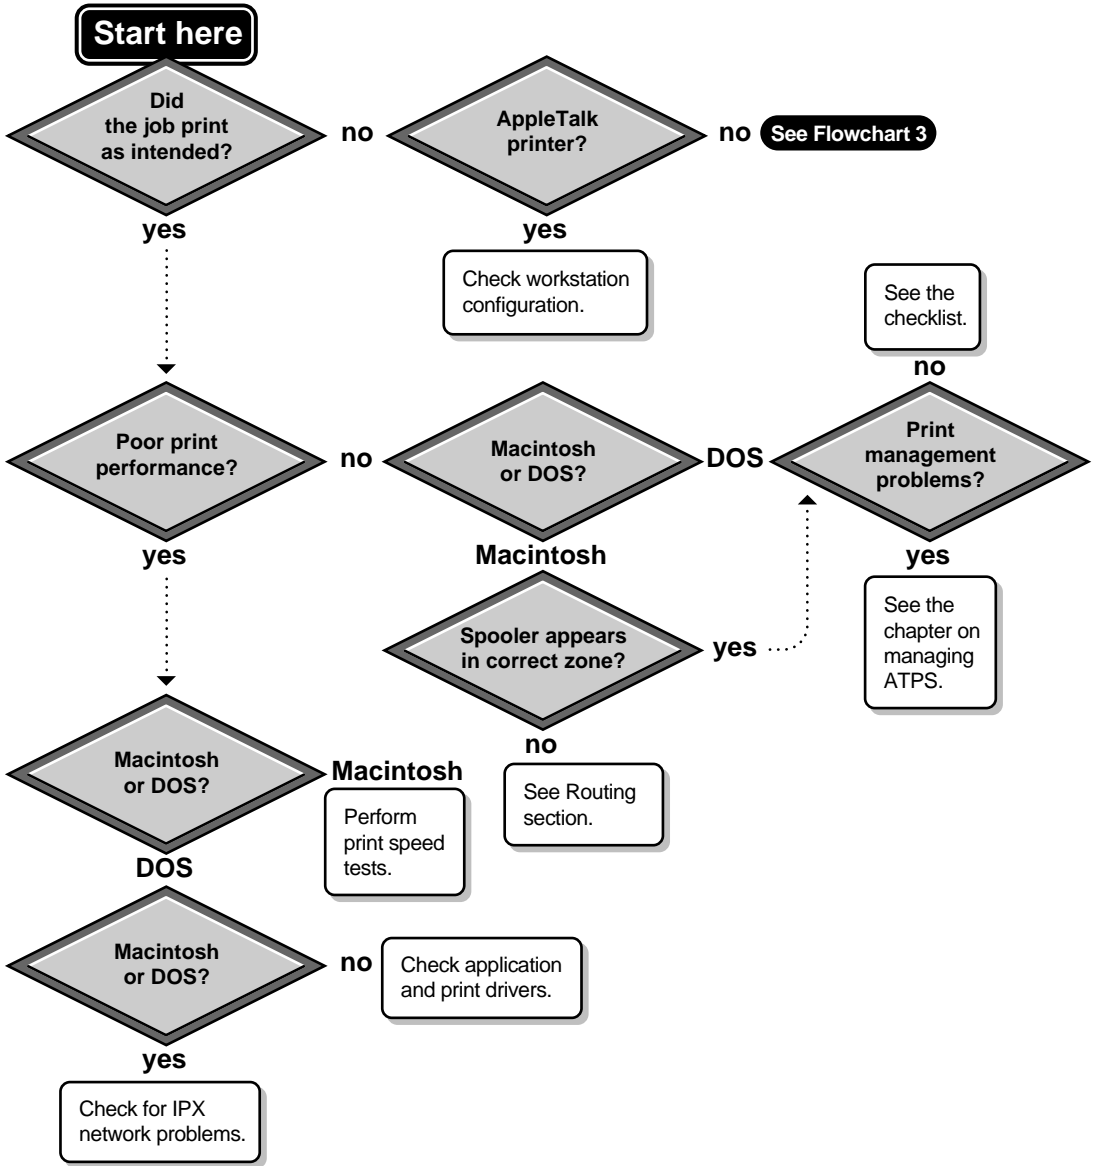 Start here
Did
the job print
as intended?
no
AppleTalk
printer?
no
See Flowchart 3
yes
yes
Check workstation
configuration.
See the
checklist.
no
Poor print
performance?
no
Macintosh
or DOS?
DOS
Print
management
problems?
yes
Macintosh
yes
Spooler appears
in correct zone?
yes
See the
chapter on
managing
ATPS.
no
Macintosh
or DOS?
Macintosh
Perform
print speed
tests.
See Routing
section.
DOS
Macintosh
or DOS?
no
Check application
and print drivers.
yes
Check for IPX
network problems.